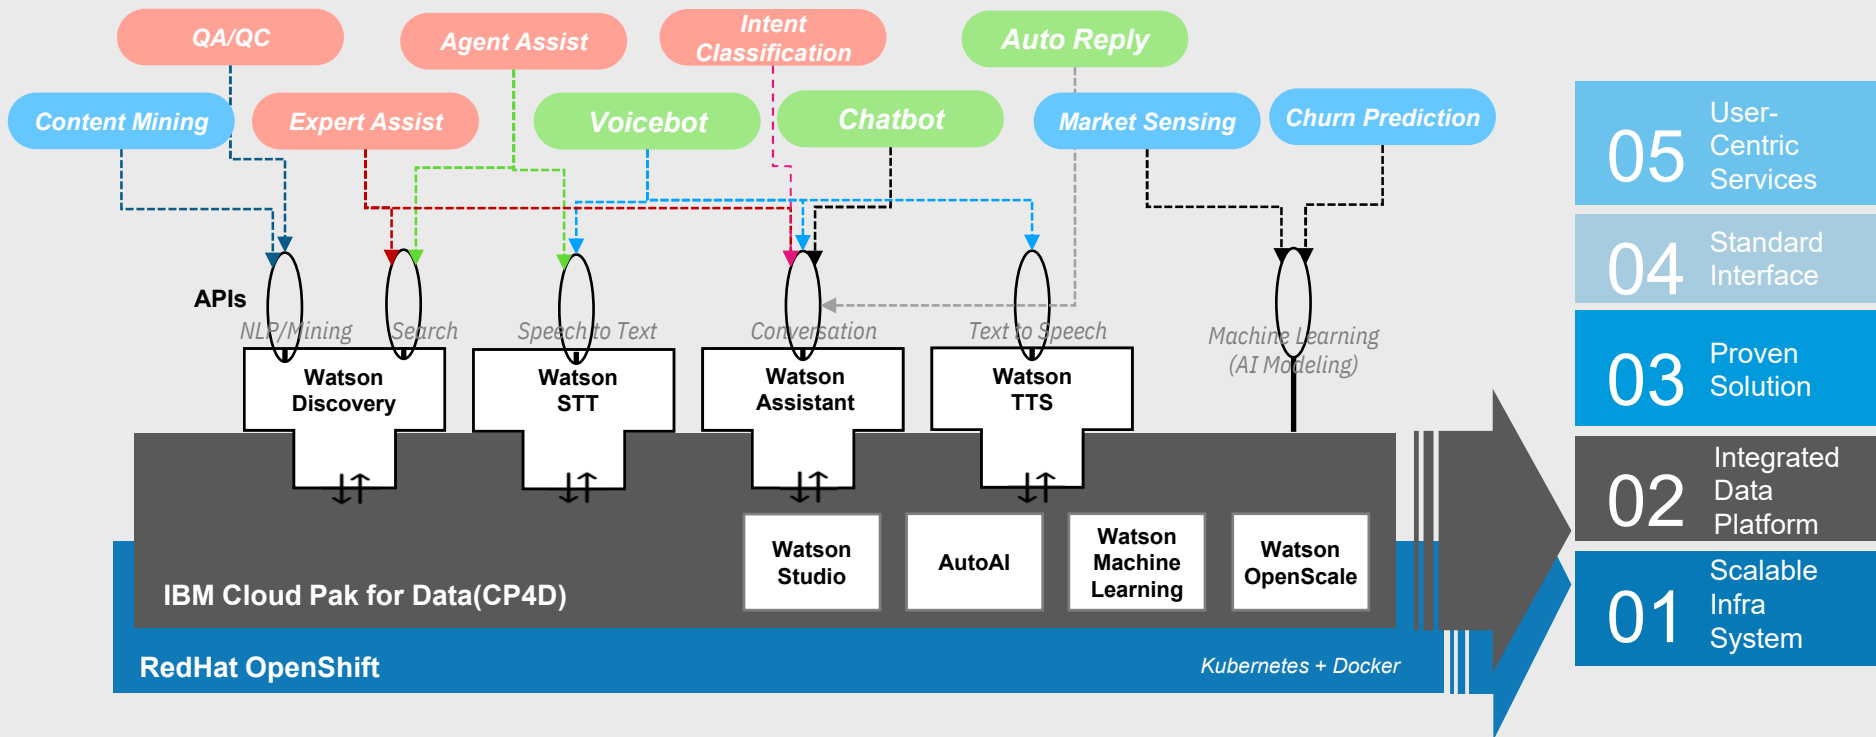 QA/QC
Agent Assist
Intent
Classification
Auto Reply
Content Mining
Expert Assist
Voicebot
Chatbot
Market Sensing
Churn Prediction
APIs
NLP/Mining
Search
Speech to Text
Conversation
Text to Speech
Machine Learning
(AI Modeling)
Watson
Discovery
Watson
STT
Watson
Assistant
Watson
TTS
Watson
Studio
AutoAI
Watson
Machine
Learning
Watson
OpenScale
IBM Cloud Pak for Data(CP4D)
RedHat OpenShift
Kubernetes + Docker
05
User-
Centric
Services
04
Standard
Interface
03
Proven
Solution
02
Integrated
Data
Platform
01
Scalable
Infra
System